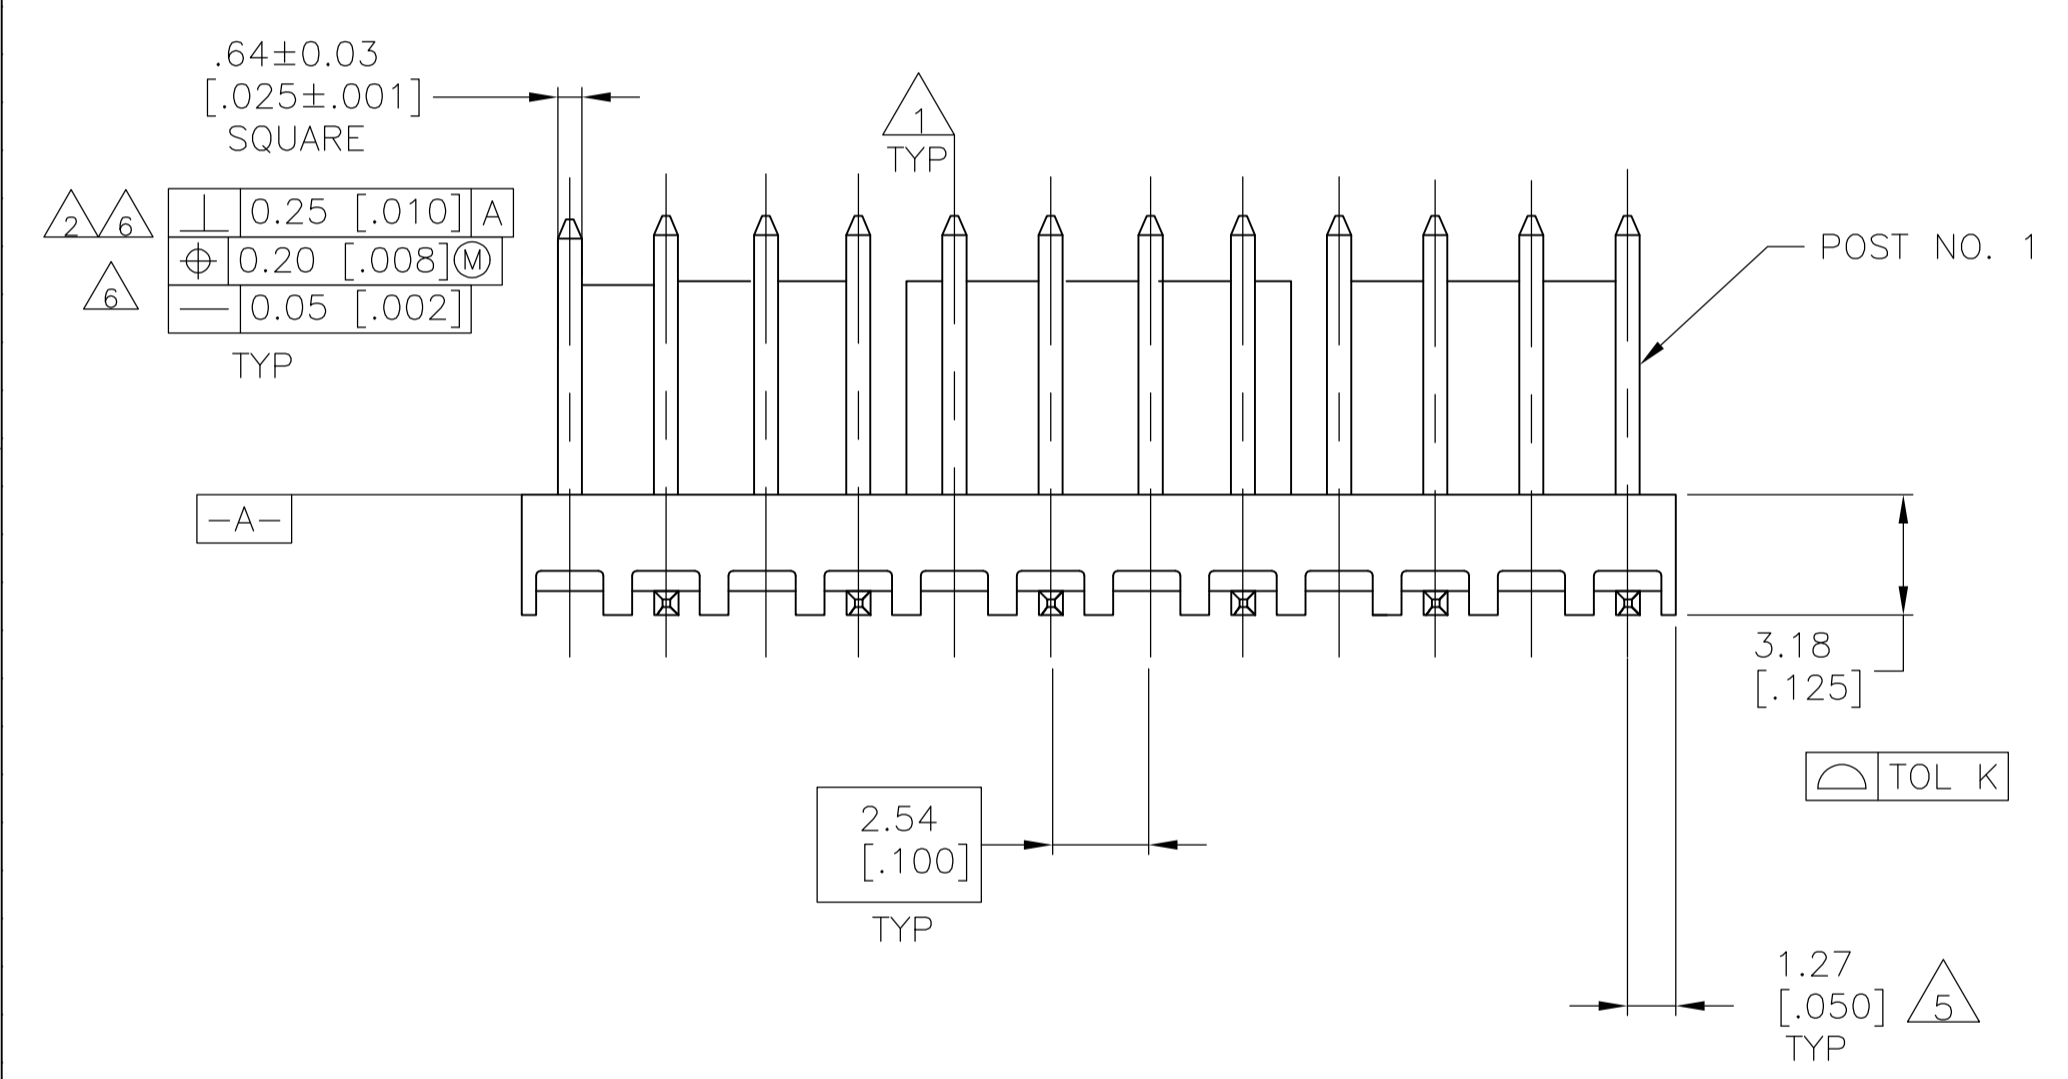 .64±0.03
[.025±.001]
SQUARE
1
TYP
2 6 ⊥ 0.25 [.010] A
⌖ 0.20 [.008] Ⓜ
6
— 0.05 [.002]
TYP
POST NO. 1
-A-
3.18
[.125]
⌓ TOL K
2.54
[.100]
TYP
1.27
[.050] 5
TYP